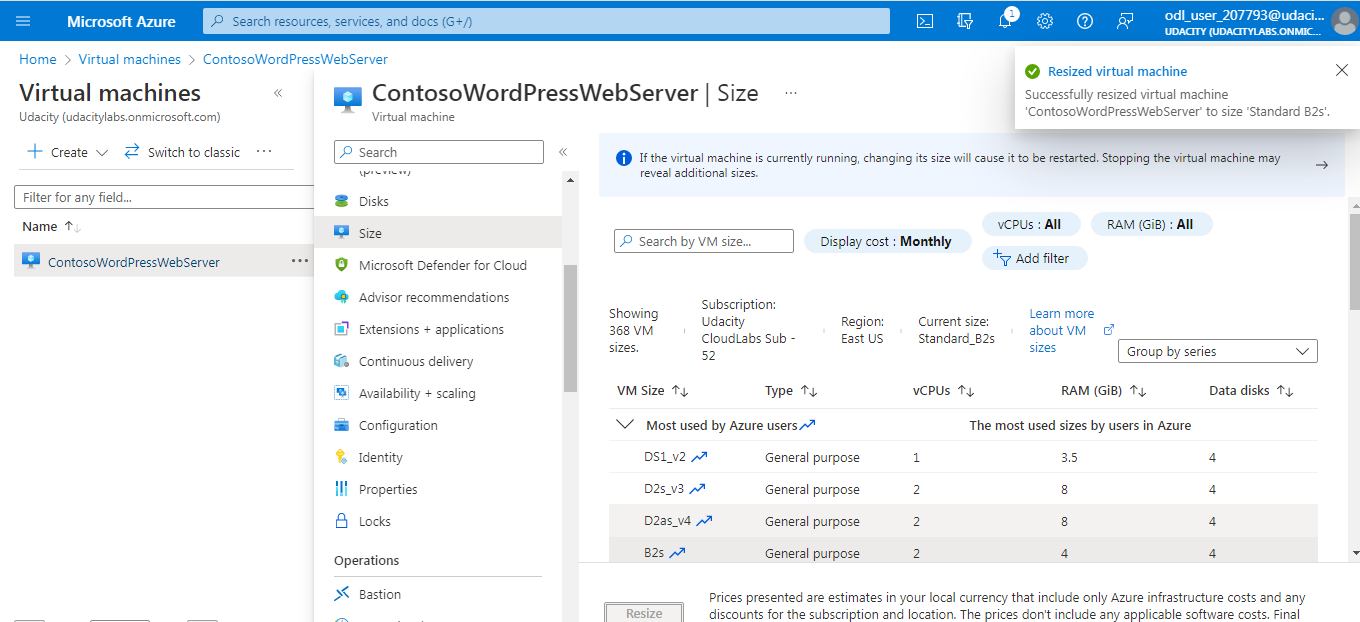 Microsoft Azure
Search resources, services, and docs (G+/)
1
odl_user_207793@udaci...
UDACITY (UDACITYLABS.ONMIC...
Home > Virtual machines > ContosoWordPressWebServer
Resized virtual machine
Successfully resized virtual machine
'ContosoWordPressWebServer' to size 'Standard B2s'.
Virtual machines
Udacity (udacitylabs.onmicrosoft.com)
Create
Switch to classic
Filter for any field...
Name
ContosoWordPressWebServer
ContosoWordPressWebServer | Size
Virtual machine
Search
(preview)
Disks
Size
Microsoft Defender for Cloud
Advisor recommendations
Extensions + applications
Continuous delivery
Availability + scaling
Configuration
Identity
Properties
Locks
Operations
Bastion
If the virtual machine is currently running, changing its size will cause it to be restarted. Stopping the virtual machine may
reveal additional sizes.
Search by VM size...
Display cost : Monthly
vCPUs : All
RAM (GiB) : All
Add filter
Showing
368 VM
sizes.
Subscription:
Udacity
CloudLabs Sub -
52
Region:
East US
Current size:
Standard_B2s
Learn more
about VM
sizes
Group by series
VM Size Type vCPUs RAM (GiB) Data disks
Most used by Azure users The most used sizes by users in Azure
DS1_v2 General purpose 1 3.5 4
D2s_v3 General purpose 2 8 4
D2as_v4 General purpose 2 8 4
B2s General purpose 2 4 4
Resize
Prices presented are estimates in your local currency that include only Azure infrastructure costs and any
discounts for the subscription and location. The prices don't include any applicable software costs. Final